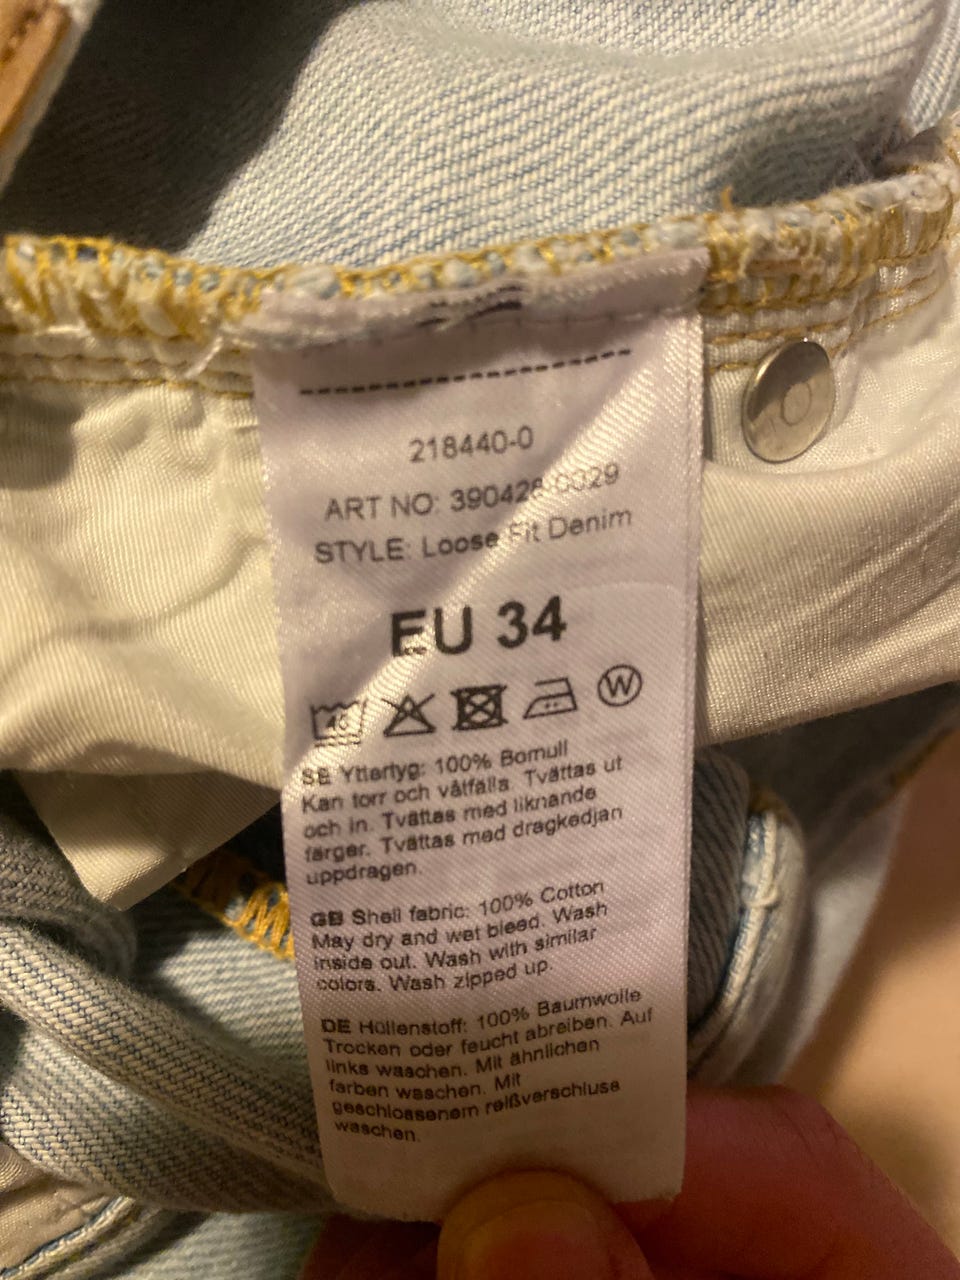 218440-0
ART NO: 390428-0329
STYLE: Loose Fit Denim
EU 34
40
W
SE Yttertyg: 100% Bomull
Kan torr och våtfälla. Tvättas ut
och in. Tvättas med liknande
färger. Tvättas med dragkedjan
uppdragen.
GB Shell fabric: 100% Cotton
May dry and wet bleed. Wash
inside out. Wash with similar
colors. Wash zipped up.
DE Hüllenstoff: 100% Baumwolle
Trocken oder feucht abreiben. Auf
links waschen. Mit ähnlichen
farben waschen. Mit
geschlossenem reißverschluss
waschen.